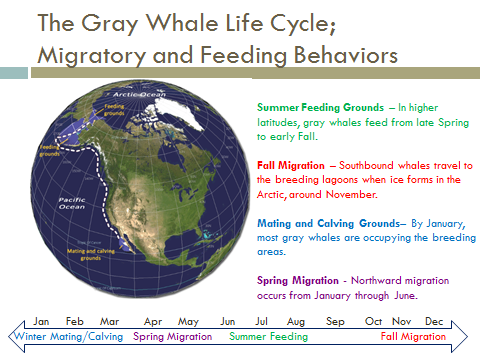 The Gray Whale Life Cycle;
Migratory and Feeding Behaviors
Arctic Ocean
Feeding
grounds
Feeding
grounds
Pacific
Ocean
Mating and calving
grounds
Summer Feeding Grounds – In higher
latitudes, gray whales feed from late Spring
to early Fall.
Fall Migration – Southbound whales travel to
the breeding lagoons when ice forms in the
Arctic, around November.
Mating and Calving Grounds– By January,
most gray whales are occupying the breeding
areas.
Spring Migration - Northward migration
occurs from January through June.
Jan Feb Mar Apr May Jun Jul Aug Sep Oct Nov Dec
Winter Mating/Calving Spring Migration Summer Feeding Fall Migration